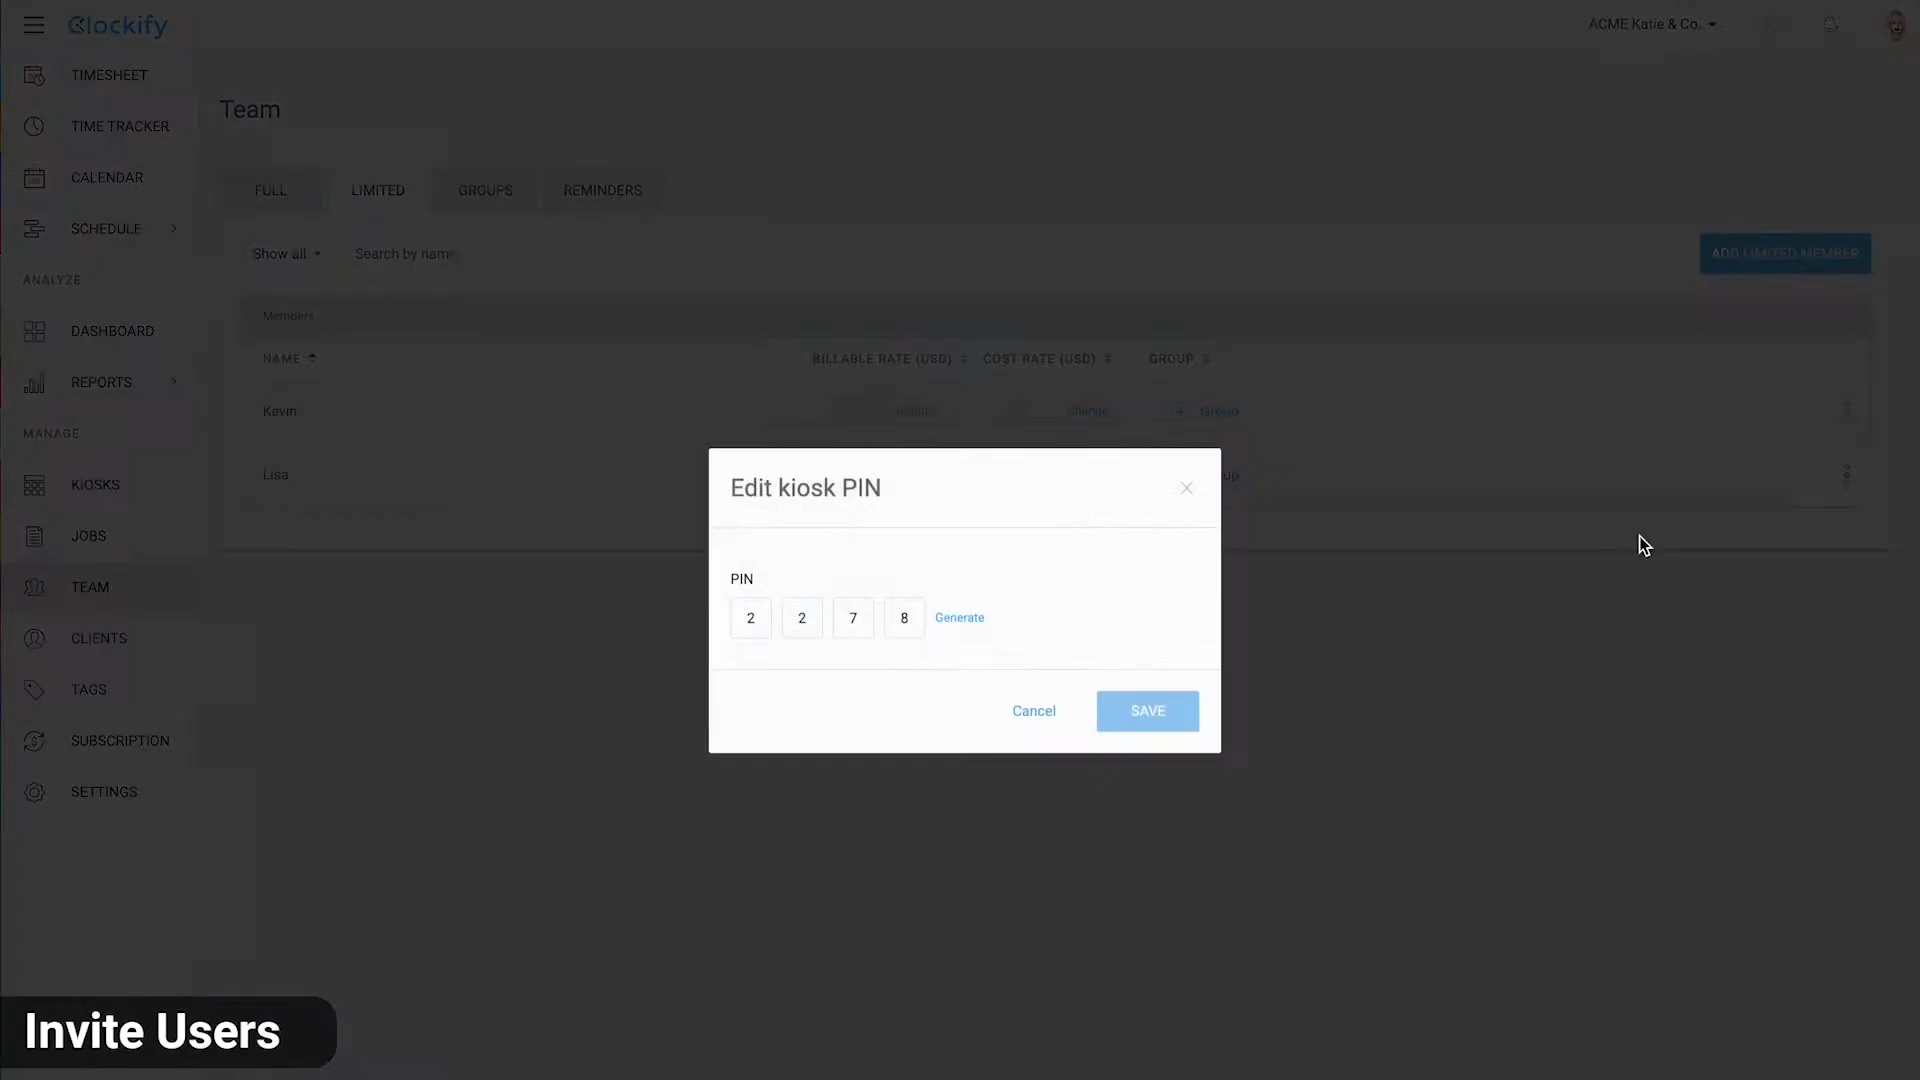 Clockify
ACME Katie & Co.
TIMESHEET
TIME TRACKER
CALENDAR
SCHEDULE
ANALYZE
DASHBOARD
REPORTS
MANAGE
KIOSKS
JOBS
TEAM
CLIENTS
TAGS
SUBSCRIPTION
SETTINGS
Team
FULL LIMITED GROUPS REMINDERS
Show all Search by name
ADD LIMITED MEMBER
Members
NAME BILLABLE RATE (USD) COST RATE (USD) GROUP
Kevin Change Group
Lisa
Edit kiosk PIN
PIN
2 2 7 8 Generate
Cancel SAVE
Invite Users